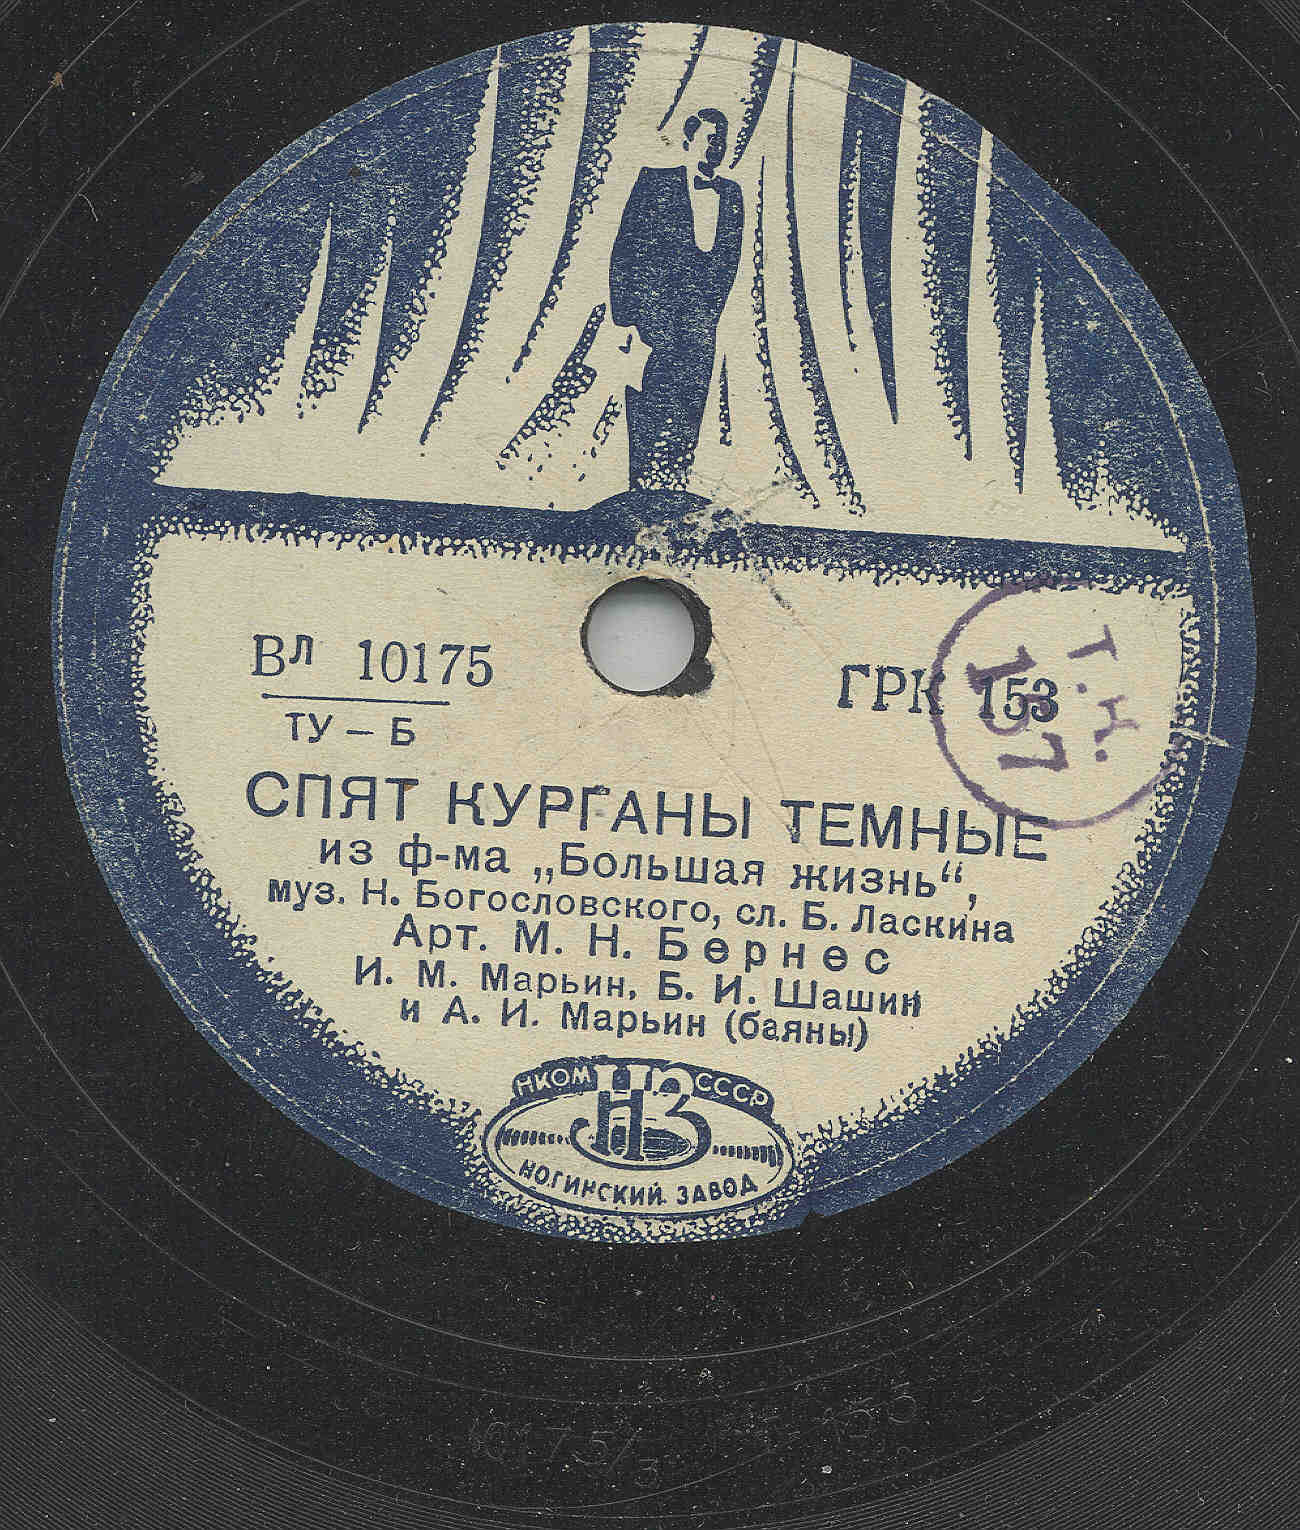 Вл 10175
ТУ – Б
ГРК 153
Т.Н.
157
СПЯТ КУРГАНЫ ТЕМНЫЕ
из ф-ма „Большая жизнь“,
муз. Н. Богословского, сл. Б. Ласкина
Арт. М. Н. Бернес
И. М. Марьин, Б. И. Шашин
и А. И. Марьин (баяны)
НКОМ НЗ СССР
НОГИНСКИЙ ЗАВОД